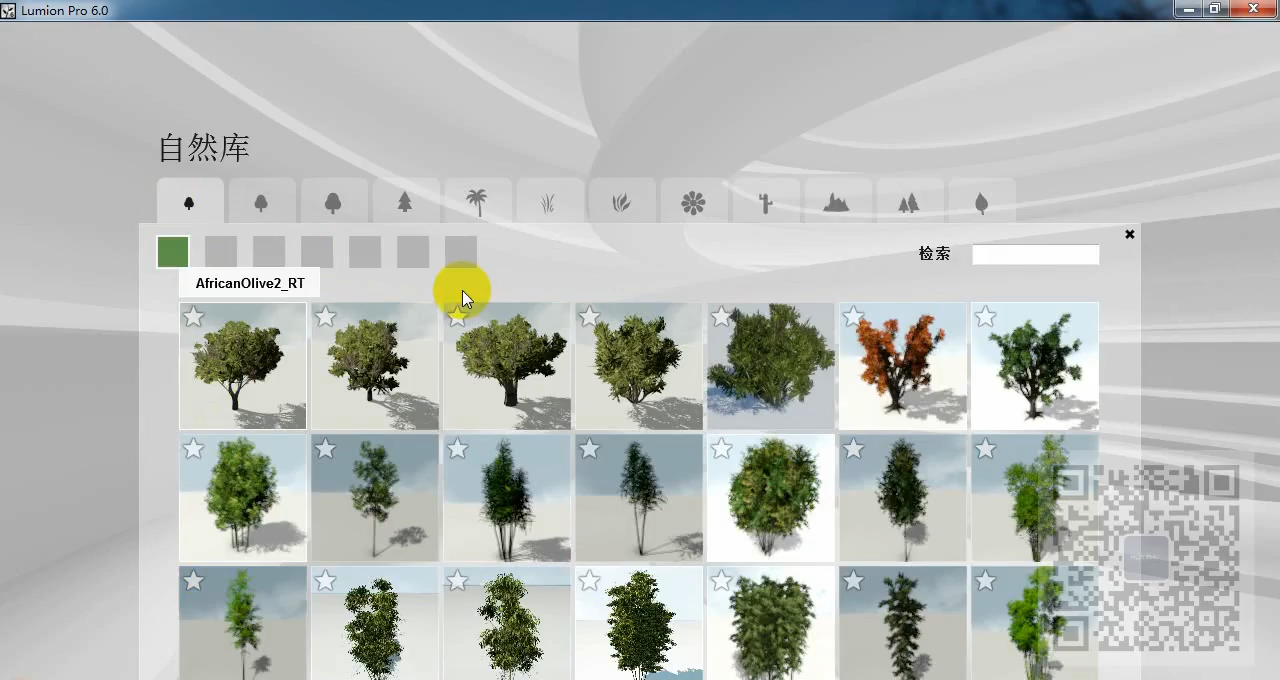 Lumion Pro 6.0
自然库
检索
AfricanOlive2_RT